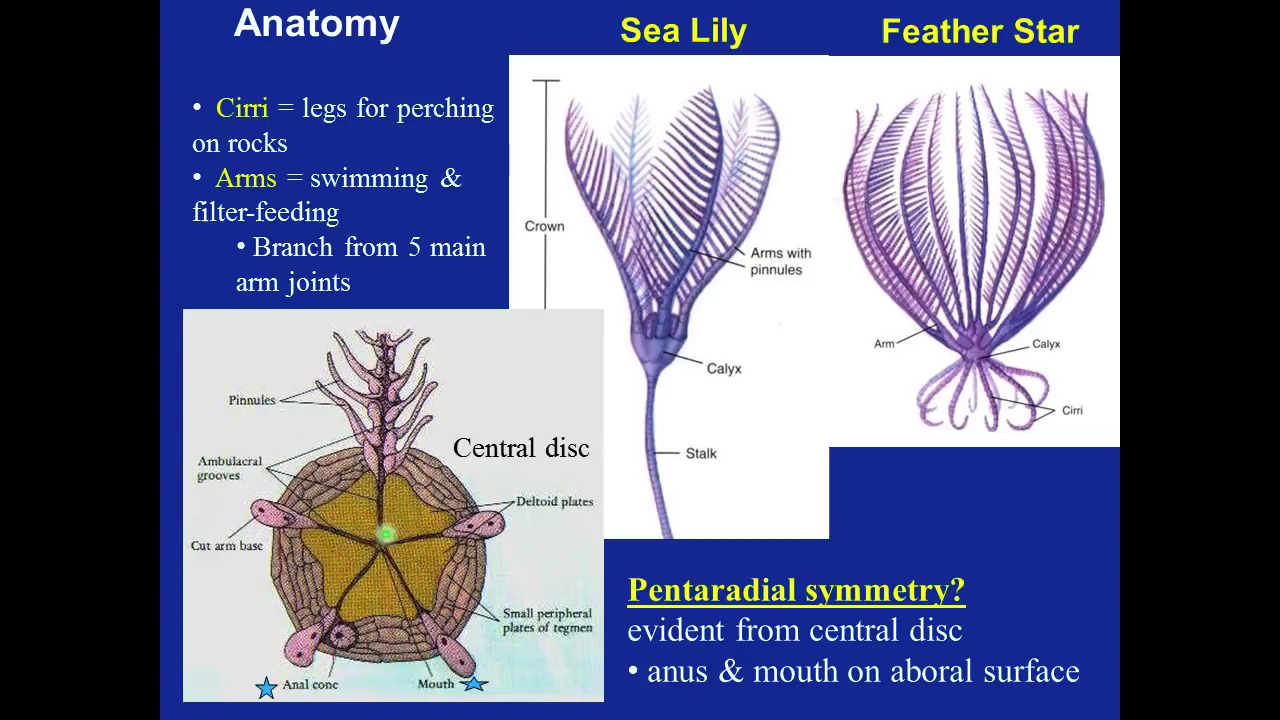 Anatomy
Sea Lily
Feather Star
• Cirri = legs for perching
on rocks
• Arms = swimming &
filter-feeding
• Branch from 5 main
arm joints
Crown
Arms with
pinnules
Calyx
Stalk
Arm
Calyx
Cirri
Pinnules
Central disc
Ambulacral
grooves
Deltoid plates
Cut arm base
Small peripheral
plates of tegmen
Anal cone
Mouth
Pentaradial symmetry?
evident from central disc
• anus & mouth on aboral surface